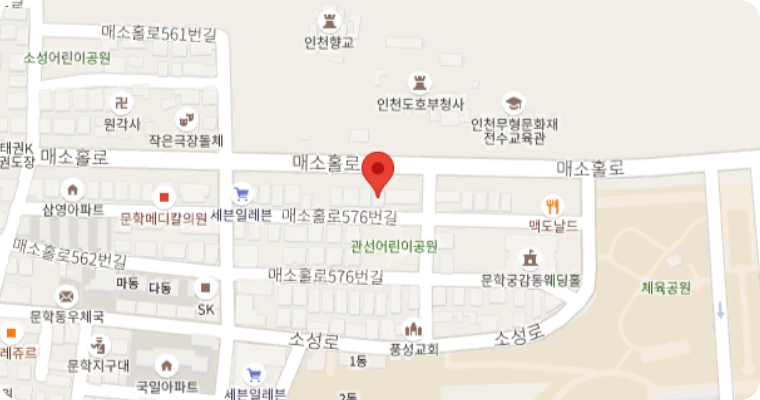 매소홀로561번길
소성어린이공원
인천향교
인천도호부청사
원각사
작은극장돌체
인천무형문화재
전수교육관
태권K
권도장
매소홀로
매소홀로
매소홀로
삼영아파트
문학메디칼의원
세븐일레븐
매소홀로576번길
맥도날드
관선어린이공원
매소홀로562번길
매소홀로576번길
문학궁감동웨딩홀
마동
다동
SK
체육공원
문학동우체국
소성로
소성로
풍성교회
레쥬르
문학지구대
1동
국일아파트
세븐일레븐
2동